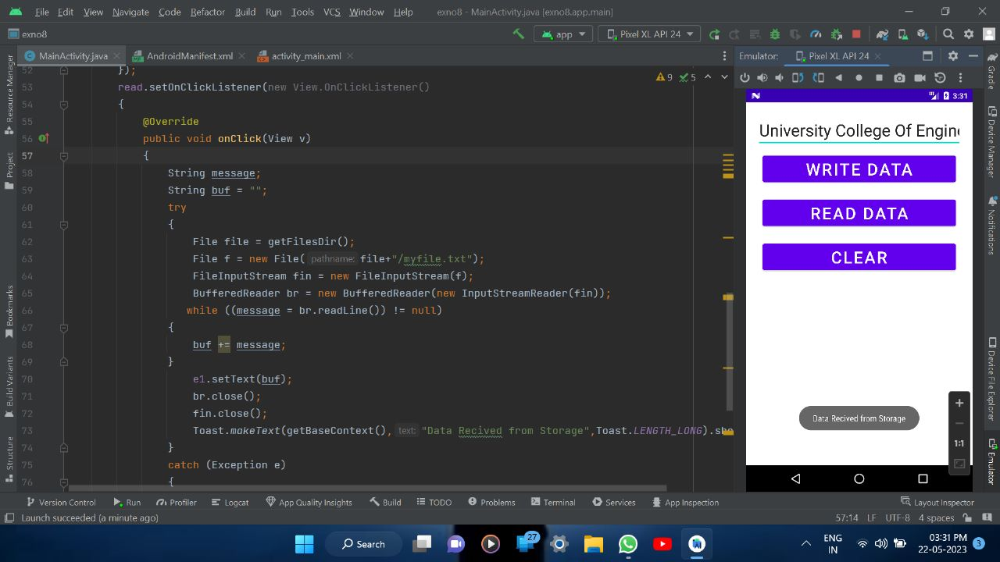 File Edit View Navigate Code Refactor Build Run Tools VCS Window Help exno8 - MainActivity.java [exno8.app.main]
exno8 app Pixel XL API 24
MainActivity.java AndroidManifest.xml activity_main.xml Emulator: Pixel XL API 24
Resource Manager
Project
Bookmarks
Build Variants
Structure
9 5
52 });
53 read.setOnClickListener(new View.OnClickListener()
54 {
55 @Override
56 public void onClick(View v)
57 {
58 String message;
59 String buf = "";
60 try
61 {
62 File file = getFilesDir();
63 File f = new File( pathname: file+"/myfile.txt");
64 FileInputStream fin = new FileInputStream(f);
65 BufferedReader br = new BufferedReader(new InputStreamReader(fin));
66 while ((message = br.readLine()) != null)
67 {
68 buf += message;
69 }
70 e1.setText(buf);
71 br.close();
72 fin.close();
73 Toast.makeText(getBaseContext(), text: "Data Recived from Storage",Toast.LENGTH_LONG).sho
74 }
75 catch (Exception e)
76 {
3:31
University College Of Engine
WRITE DATA
READ DATA
CLEAR
Data Recived from Storage
1:1
Gradle
Device Manager
Notifications
Device File Explorer
Emulator
Version Control Run Profiler Logcat App Quality Insights Build TODO Problems Terminal Services App Inspection Layout Inspector
Launch succeeded (a minute ago) 57:14 LF UTF-8 4 spaces
Search 27 ENG
IN
03:31 PM
22-05-2023
3